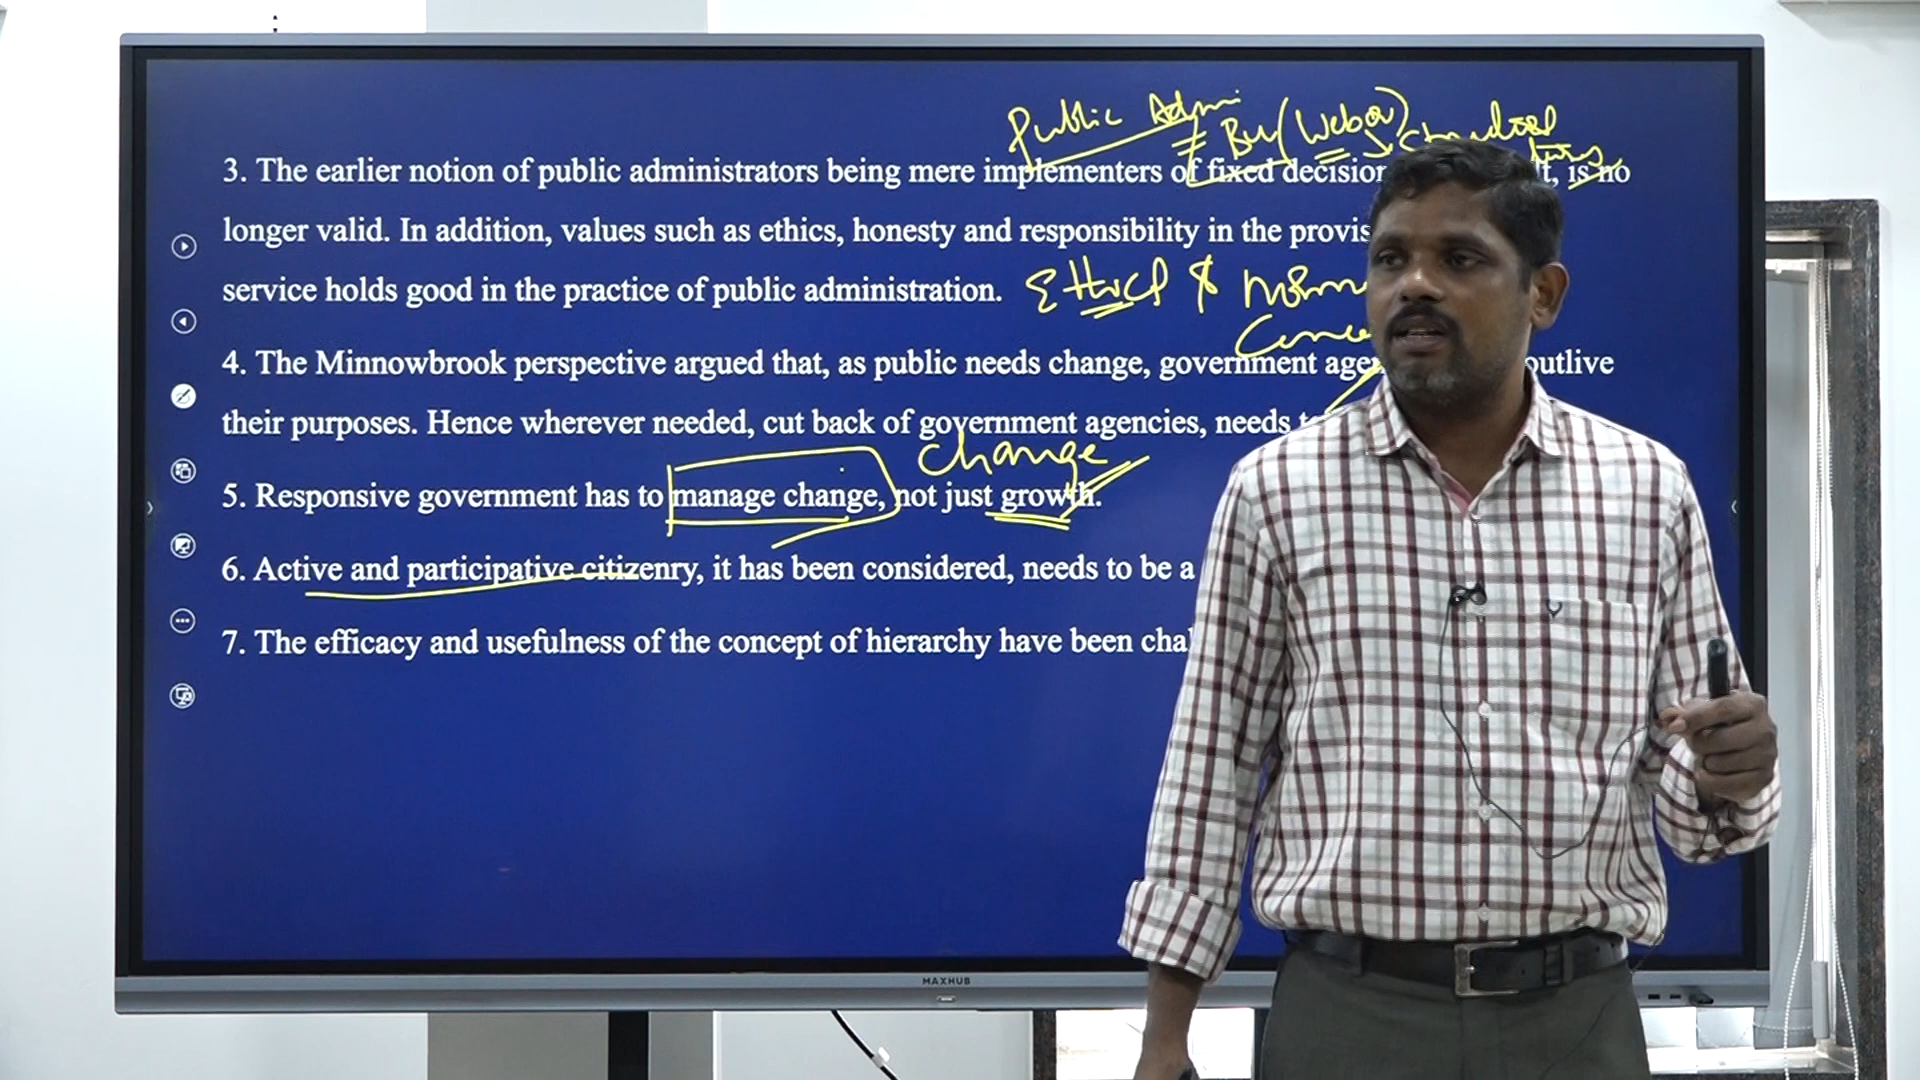 Public Admi
Bu (Weber)
3. The earlier notion of public administrators being mere implementers of fixed decision is no
longer valid. In addition, values such as ethics, honesty and responsibility in the provis
service holds good in the practice of public administration. Ethical &
4. The Minnowbrook perspective argued that, as public needs change, government agen outlive
their purposes. Hence wherever needed, cut back of government agencies, needs
change
5. Responsive government has to manage change, not just growth.
6. Active and participative citizenry, it has been considered, needs to be a
7. The efficacy and usefulness of the concept of hierarchy have been chal
MAXHUB